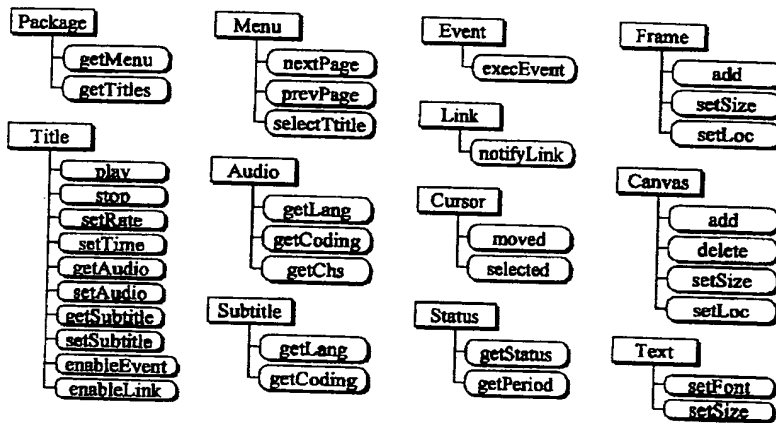 Package
getMenu
getTitles
Title
play
stop
setRate
setTime
getAudio
setAudio
getSubtitle
setSubtitle
enableEvent
enableLink
Menu
nextPage
prevPage
selectTtitle
Audio
getLang
getCoding
getChs
Subtitle
getLang
getCoding
Event
execEvent
Link
notifyLink
Cursor
moved
selected
Status
getStatus
getPeriod
Frame
add
setSize
setLoc
Canvas
add
delete
setSize
setLoc
Text
setFont
setSize